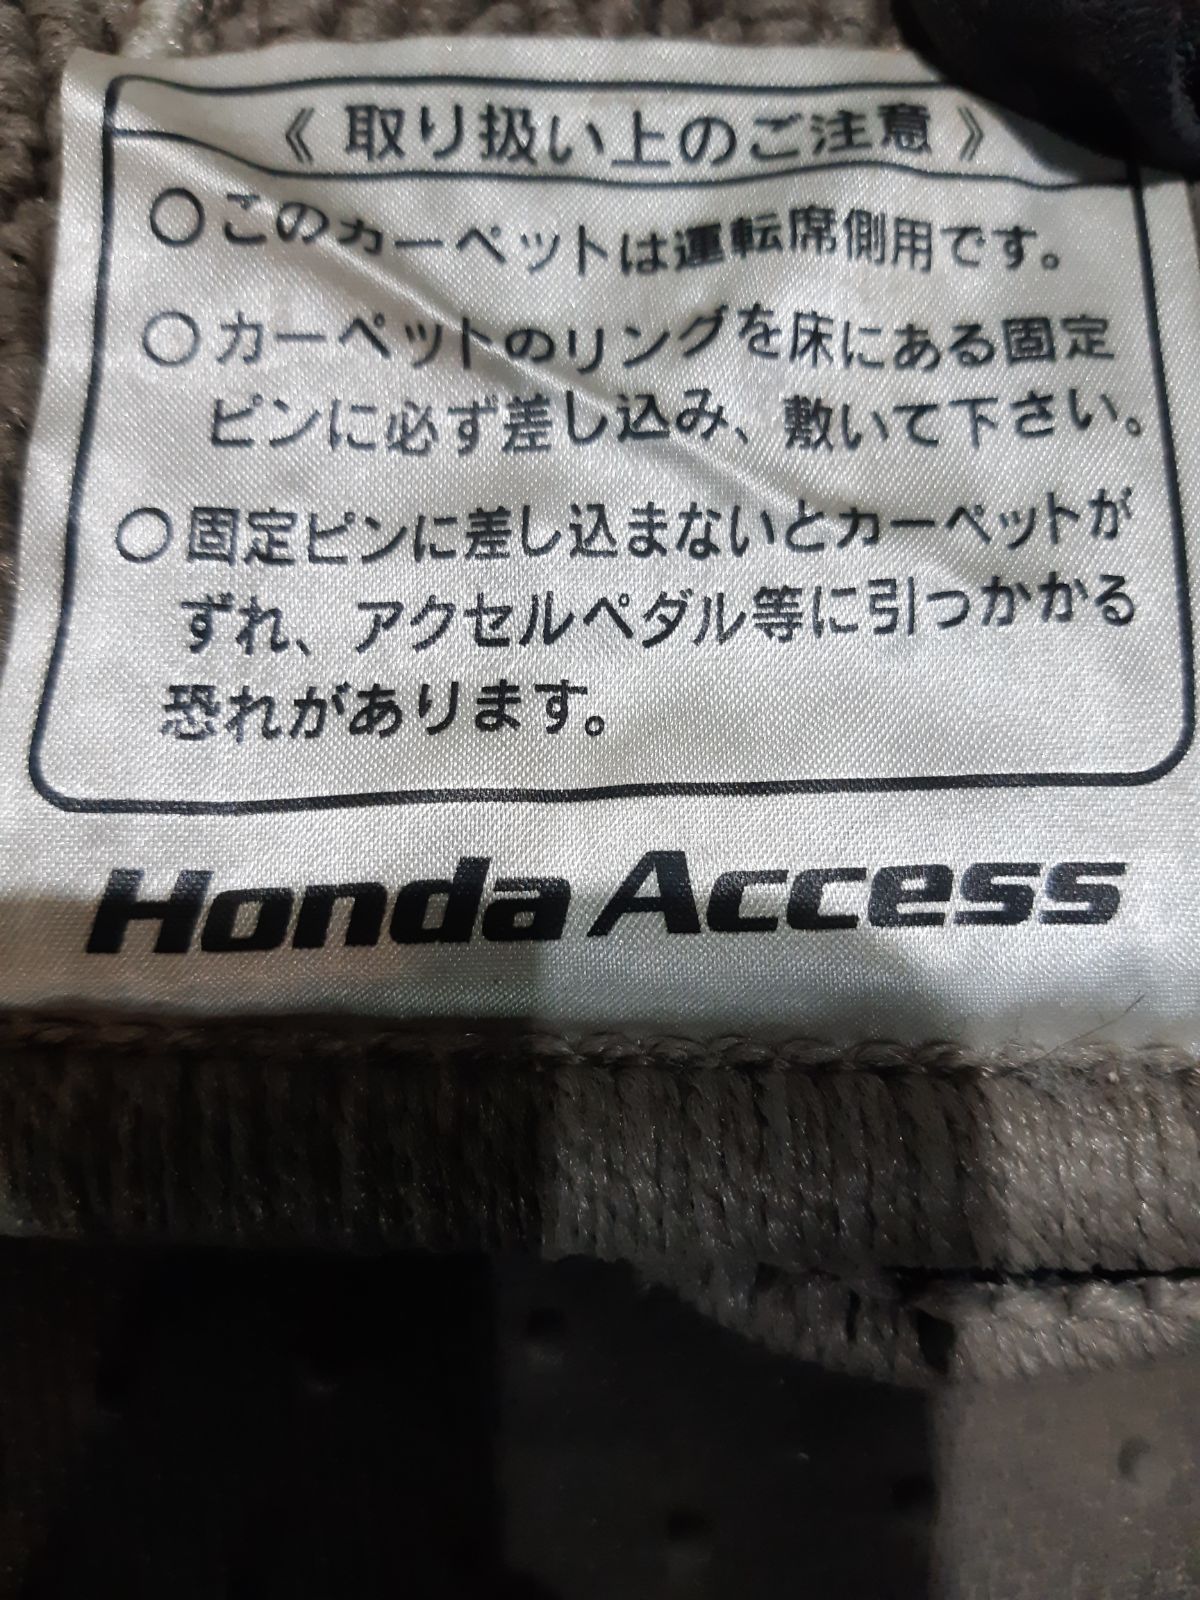 《 取り扱い上のご注意 》
○このカーペットは運転席側用です。
○カーペットのリングを床にある固定
ピンに必ず差し込み、敷いて下さい。
○固定ピンに差し込まないとカーペットが
ずれ、アクセルペダル等に引っかかる
恐れがあります。
Honda Access